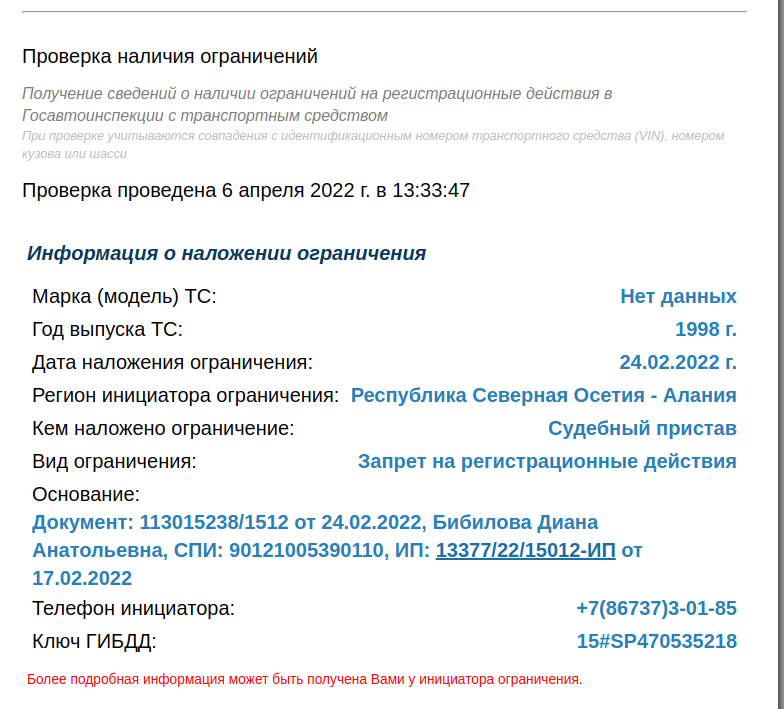 Проверка наличия ограничений
Получение сведений о наличии ограничений на регистрационные действия в
Госавтоинспекции с транспортным средством
При проверке учитываются совпадения с идентификационным номером транспортного средства (VIN), номером
кузова или шасси
Проверка проведена 6 апреля 2022 г. в 13:33:47
Информация о наложении ограничения
Марка (модель) ТС: Нет данных
Год выпуска ТС: 1998 г.
Дата наложения ограничения: 24.02.2022 г.
Регион инициатора ограничения: Республика Северная Осетия - Алания
Кем наложено ограничение: Судебный пристав
Вид ограничения: Запрет на регистрационные действия
Основание:
Документ: 113015238/1512 от 24.02.2022, Бибилова Диана
Анатольевна, СПИ: 90121005390110, ИП: 13377/22/15012-ИП от
17.02.2022
Телефон инициатора: +7(86737)3-01-85
Ключ ГИБДД: 15#SP470535218
Более подробная информация может быть получена Вами у инициатора ограничения.